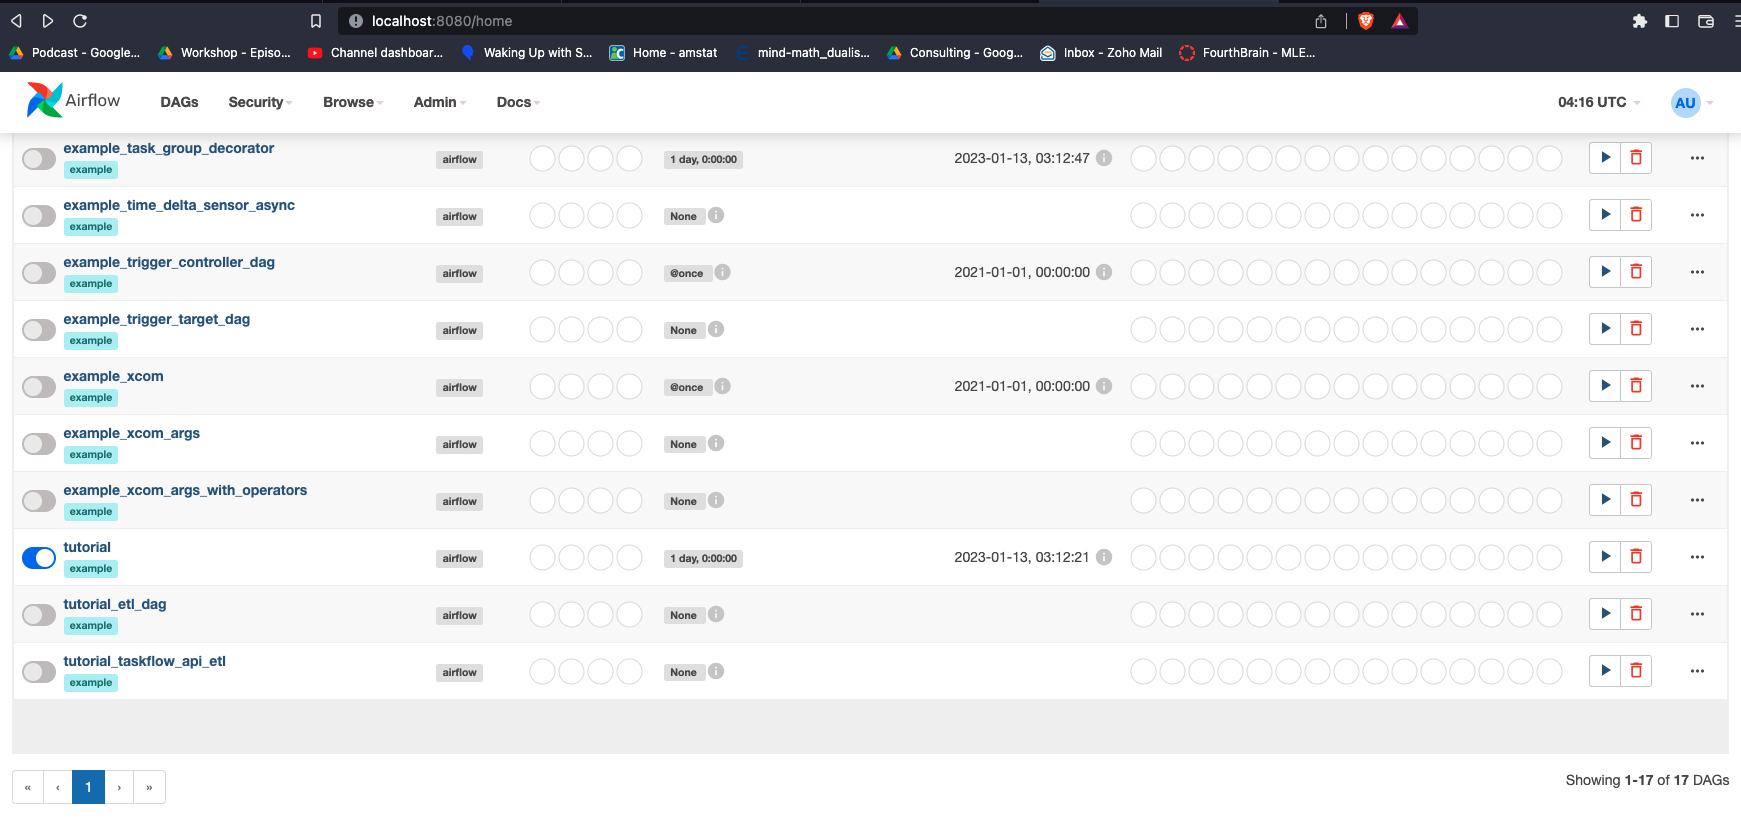 localhost:8080/home
Podcast - Google... Workshop - Episo... Channel dashboar... Waking Up with S... Home - amstat mind-math_dualis... Consulting - Goog... Inbox - Zoho Mail FourthBrain - MLE...
Airflow DAGs Security Browse Admin Docs 04:16 UTC AU
example_task_group_decorator
example airflow 1 day, 0:00:00 2023-01-13, 03:12:47
example_time_delta_sensor_async
example airflow None
example_trigger_controller_dag
example airflow @once 2021-01-01, 00:00:00
example_trigger_target_dag
example airflow None
example_xcom
example airflow @once 2021-01-01, 00:00:00
example_xcom_args
example airflow None
example_xcom_args_with_operators
example airflow None
tutorial
example airflow 1 day, 0:00:00 2023-01-13, 03:12:21
tutorial_etl_dag
example airflow None
tutorial_taskflow_api_etl
example airflow None
« ‹ 1 › » Showing 1-17 of 17 DAGs